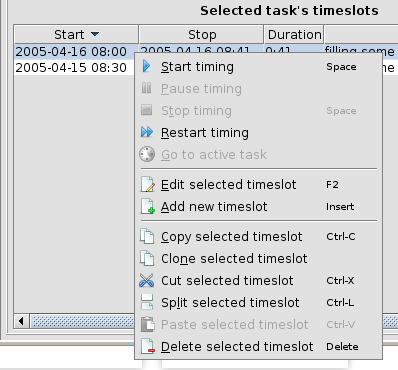 Selected task's timeslots
Start Stop Duration
2005-04-16 08:00 2005-04-16 08:41 0:41 filling some
2005-04-15 08:30
Start timing Space
Pause timing
Stop timing Space
Restart timing
Go to active task
Edit selected timeslot F2
Add new timeslot Insert
Copy selected timeslot Ctrl-C
Clone selected timeslot
Cut selected timeslot Ctrl-X
Split selected timeslot Ctrl-L
Paste selected timeslot Ctrl-V
Delete selected timeslot Delete